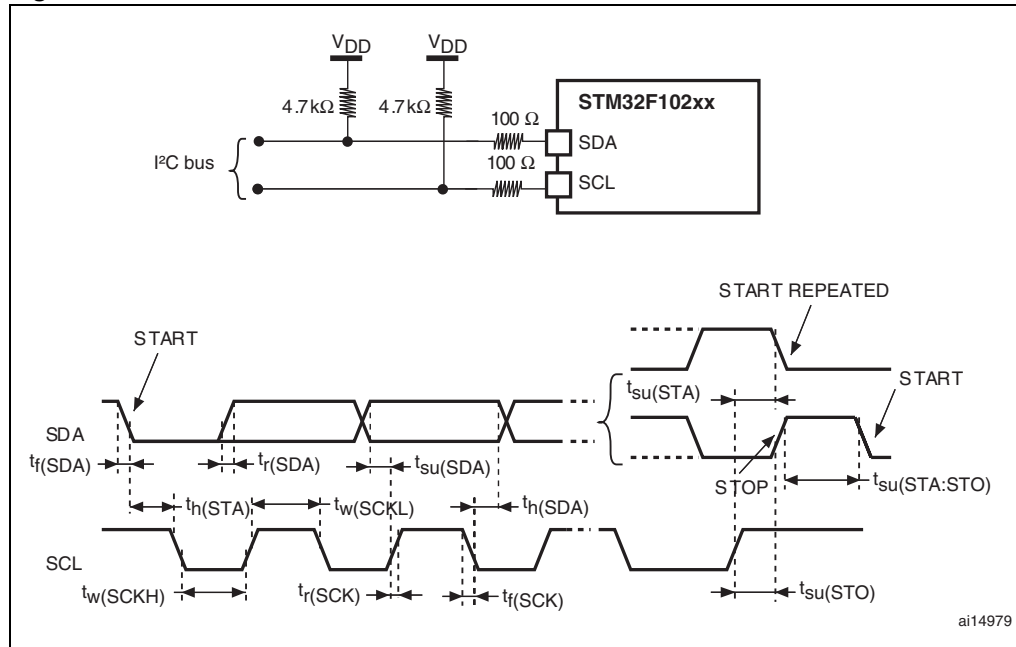 VDD VDD
STM32F102xx
4.7kΩ 4.7kΩ
100 Ω
SDA
I²C bus
100 Ω
SCL
START REPEATED
START
START
tsu(STA)
SDA
tf(SDA) tr(SDA) tsu(SDA)
STOP
tsu(STA:STO)
th(STA) tw(SCKL) th(SDA)
SCL
tw(SCKH) tr(SCK) tf(SCK) tsu(STO)
ai14979